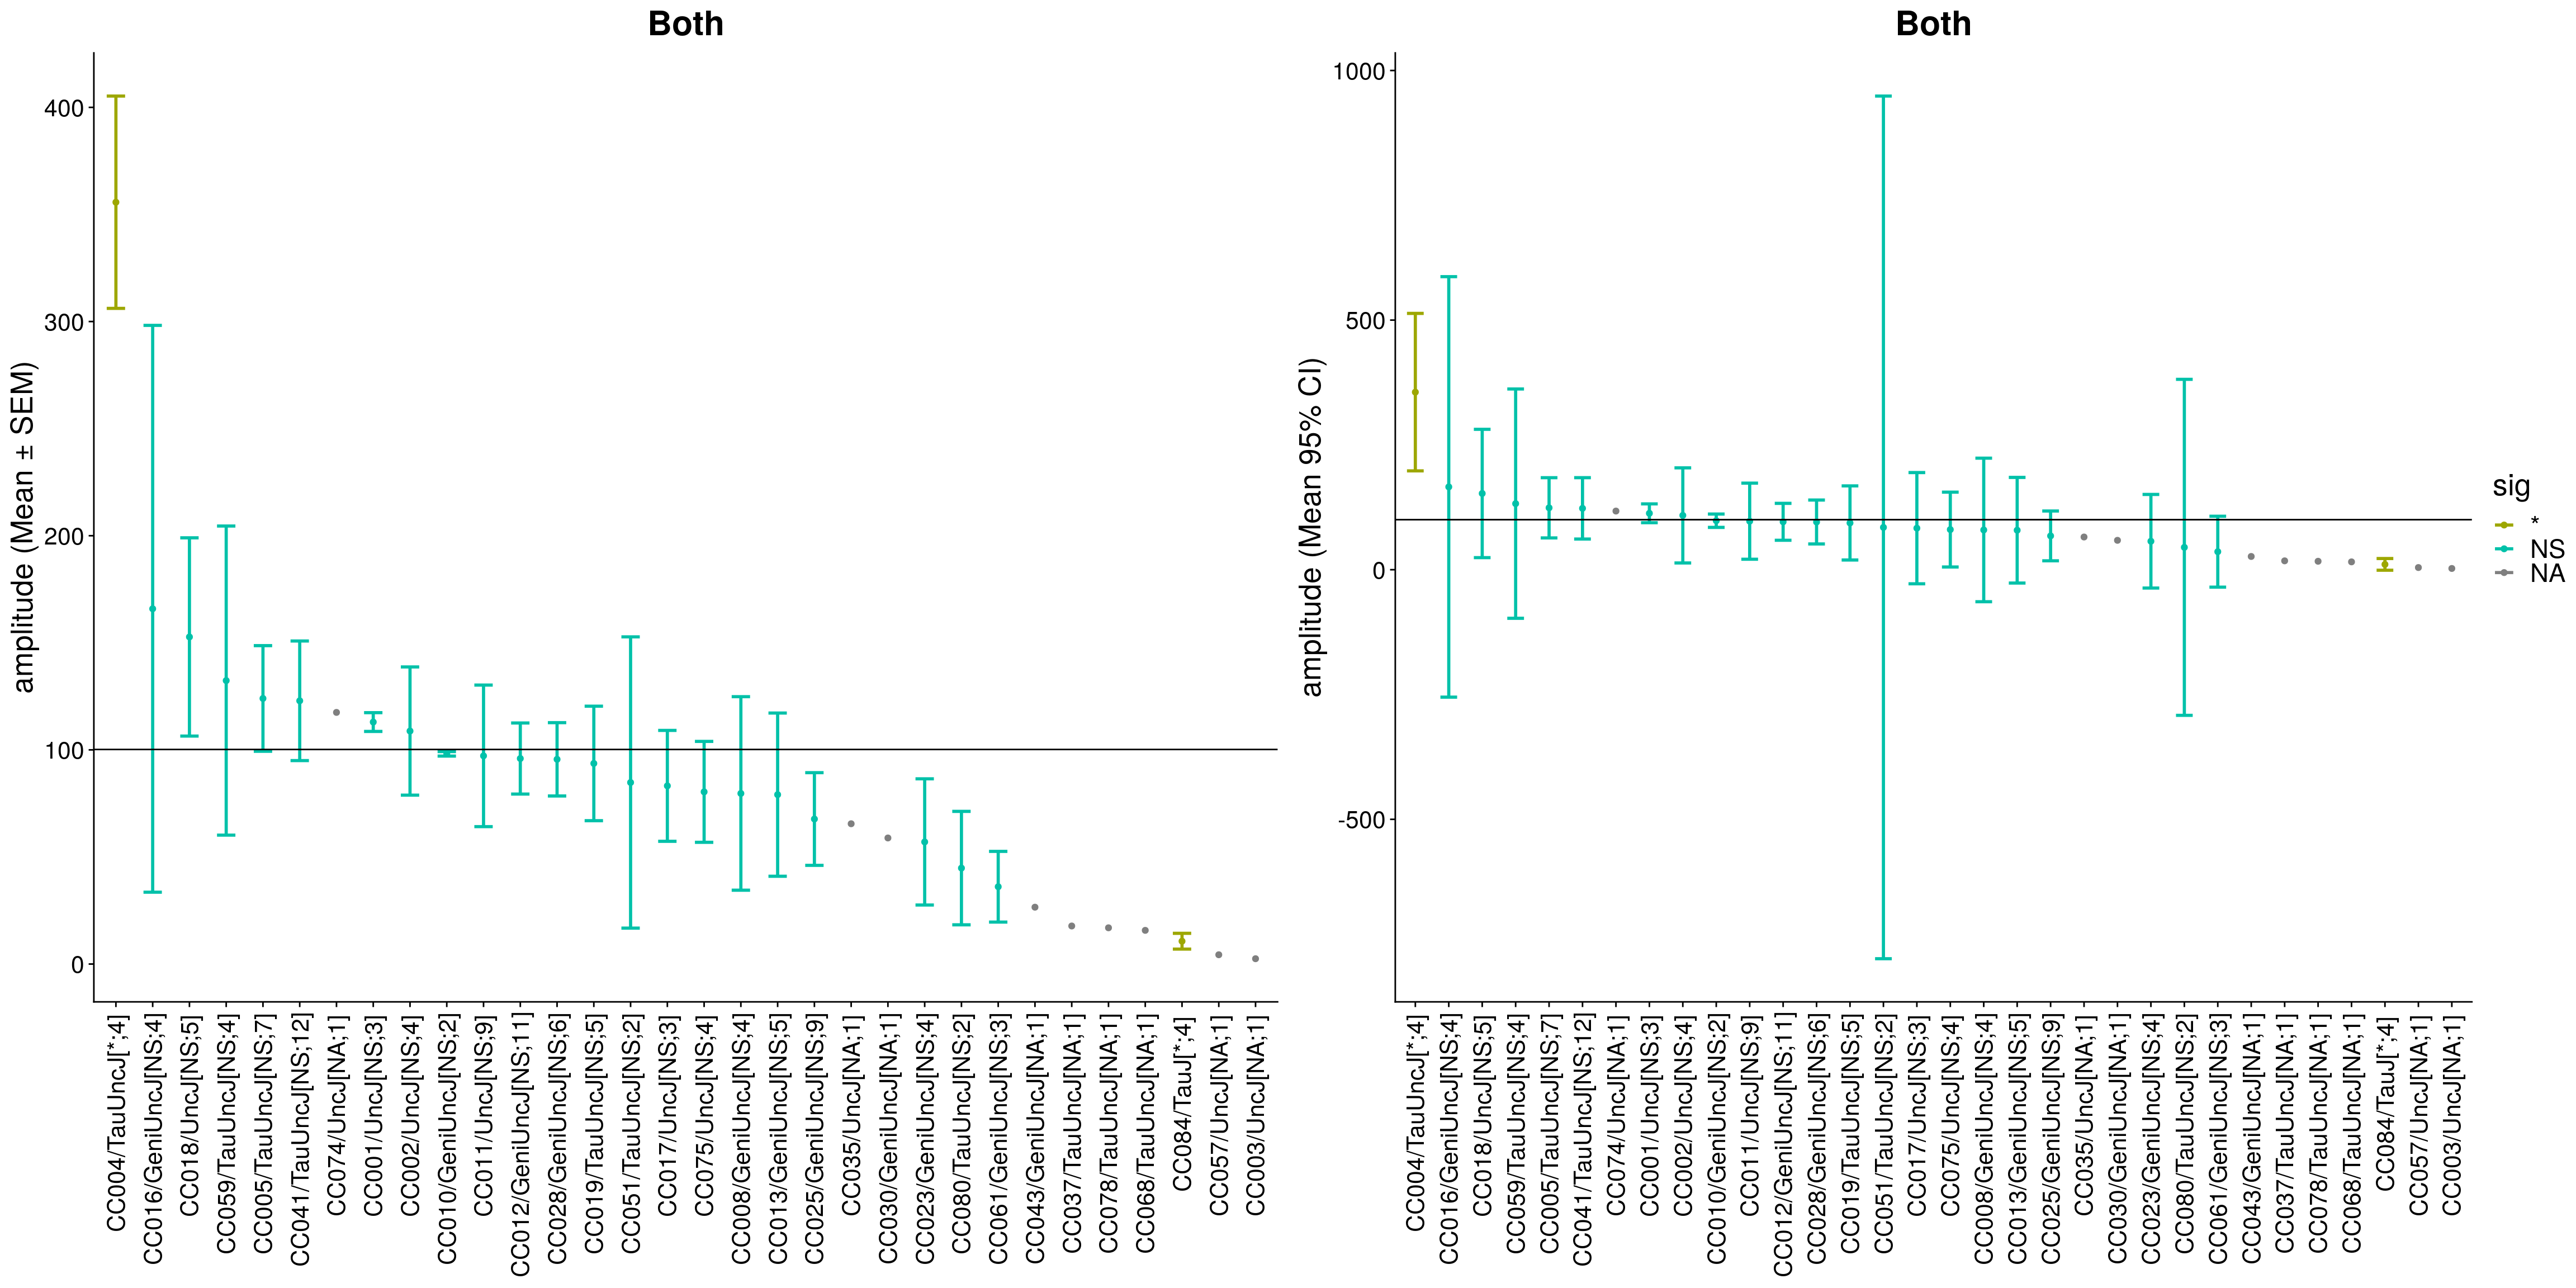 Both
amplitude (Mean ± SEM)
400
300
200
100
0
CC004/TauUncJ[*;4]
CC016/GeniUncJ[NS;4]
CC018/UncJ[NS;5]
CC059/TauUncJ[NS;4]
CC005/TauUncJ[NS;7]
CC041/TauUncJ[NS;12]
CC074/UncJ[NA;1]
CC001/UncJ[NS;3]
CC002/UncJ[NS;4]
CC010/GeniUncJ[NS;2]
CC011/UncJ[NS;9]
CC012/GeniUncJ[NS;11]
CC028/GeniUncJ[NS;6]
CC019/TauUncJ[NS;5]
CC051/TauUncJ[NS;2]
CC017/UncJ[NS;3]
CC075/UncJ[NS;4]
CC008/GeniUncJ[NS;4]
CC013/GeniUncJ[NS;5]
CC025/GeniUncJ[NS;9]
CC035/UncJ[NA;1]
CC030/GeniUncJ[NA;1]
CC023/GeniUncJ[NS;4]
CC080/TauUncJ[NS;2]
CC061/GeniUncJ[NS;3]
CC043/GeniUncJ[NA;1]
CC037/TauUncJ[NA;1]
CC078/TauUncJ[NA;1]
CC068/TauUncJ[NA;1]
CC084/TauJ[*;4]
CC057/UncJ[NA;1]
CC003/UncJ[NA;1]
Both
amplitude (Mean 95% CI)
1000
500
0
-500
CC004/TauUncJ[*;4]
CC016/GeniUncJ[NS;4]
CC018/UncJ[NS;5]
CC059/TauUncJ[NS;4]
CC005/TauUncJ[NS;7]
CC041/TauUncJ[NS;12]
CC074/UncJ[NA;1]
CC001/UncJ[NS;3]
CC002/UncJ[NS;4]
CC010/GeniUncJ[NS;2]
CC011/UncJ[NS;9]
CC012/GeniUncJ[NS;11]
CC028/GeniUncJ[NS;6]
CC019/TauUncJ[NS;5]
CC051/TauUncJ[NS;2]
CC017/UncJ[NS;3]
CC075/UncJ[NS;4]
CC008/GeniUncJ[NS;4]
CC013/GeniUncJ[NS;5]
CC025/GeniUncJ[NS;9]
CC035/UncJ[NA;1]
CC030/GeniUncJ[NA;1]
CC023/GeniUncJ[NS;4]
CC080/TauUncJ[NS;2]
CC061/GeniUncJ[NS;3]
CC043/GeniUncJ[NA;1]
CC037/TauUncJ[NA;1]
CC078/TauUncJ[NA;1]
CC068/TauUncJ[NA;1]
CC084/TauJ[*;4]
CC057/UncJ[NA;1]
CC003/UncJ[NA;1]
sig
*
NS
NA